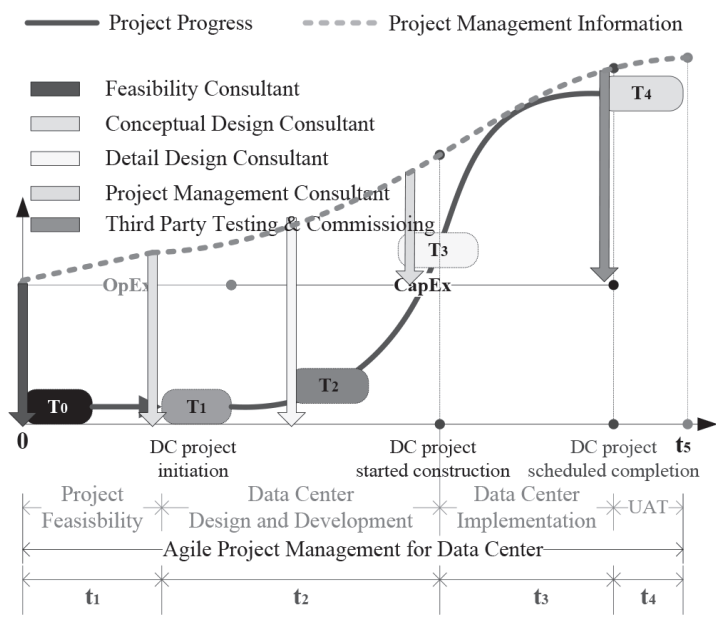 Project Progress
Project Management Information
Feasibility Consultant
Conceptual Design Consultant
Detail Design Consultant
Project Management Consultant
Third Party Testing & Commissioing
T4
T3
OpEx
CapEx
T2
T0
T1
0
t5
DC project
initiation
DC project
started construction
DC project
scheduled completion
Project
Feasisbility
Data Center
Design and Development
Data Center
Implementation
UAT
Agile Project Management for Data Center
t1
t2
t3
t4